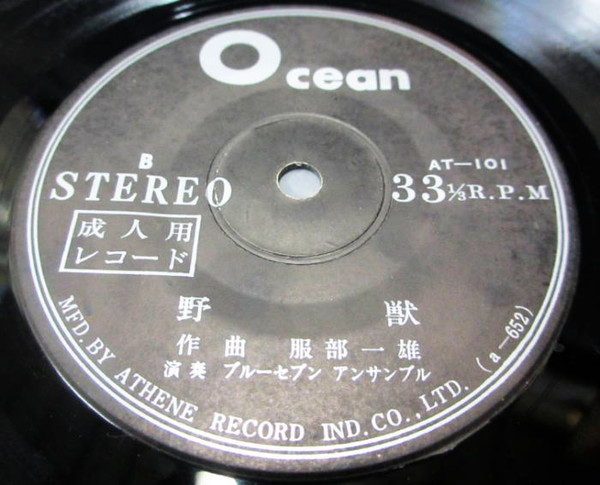 Ocean
B
STEREO
AT-101
33⅓R.P.M
成人用
レコード
野獣
作曲 服部一雄
演奏 ブルーセブン アンサンブル
MFD. BY ATHENE RECORD IND. CO., LTD. (a-652)